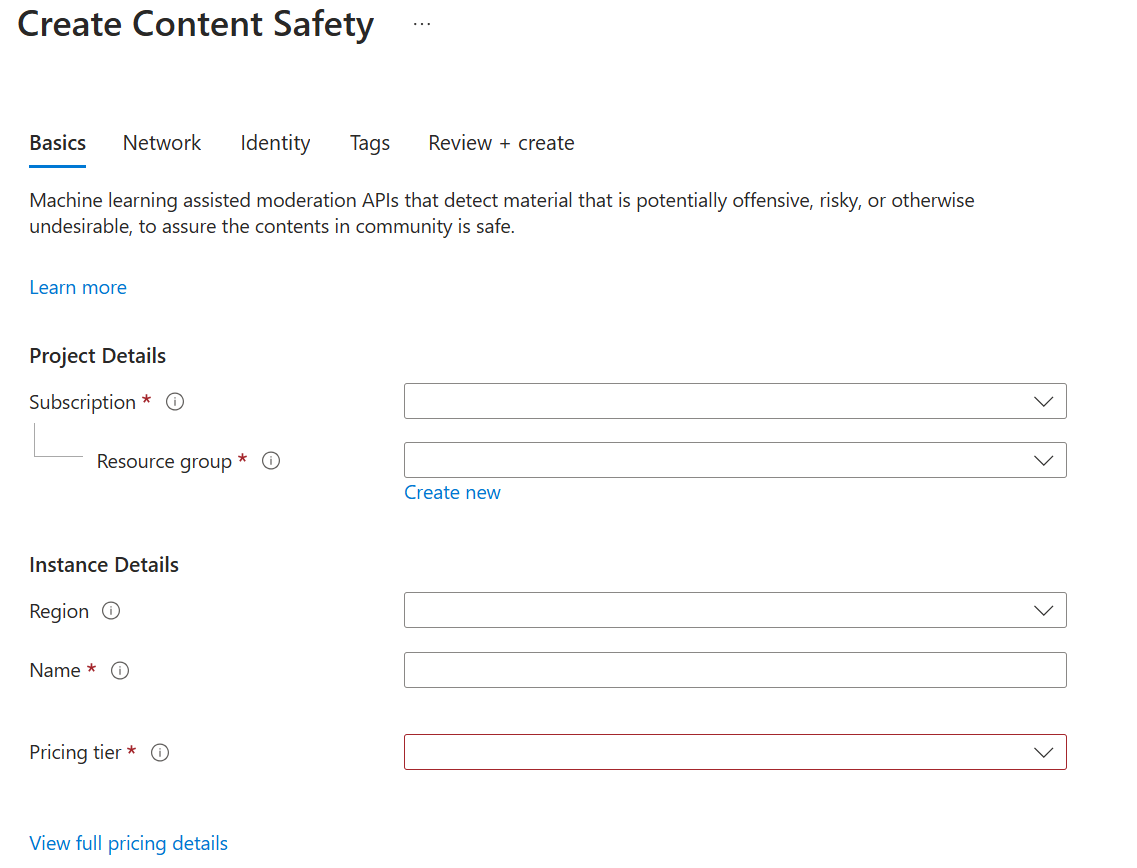 Create Content Safety ...
Basics Network Identity Tags Review + create
Machine learning assisted moderation APIs that detect material that is potentially offensive, risky, or otherwise
undesirable, to assure the contents in community is safe.
Learn more
Project Details
Subscription *
Resource group *
Create new
Instance Details
Region
Name *
Pricing tier *
View full pricing details